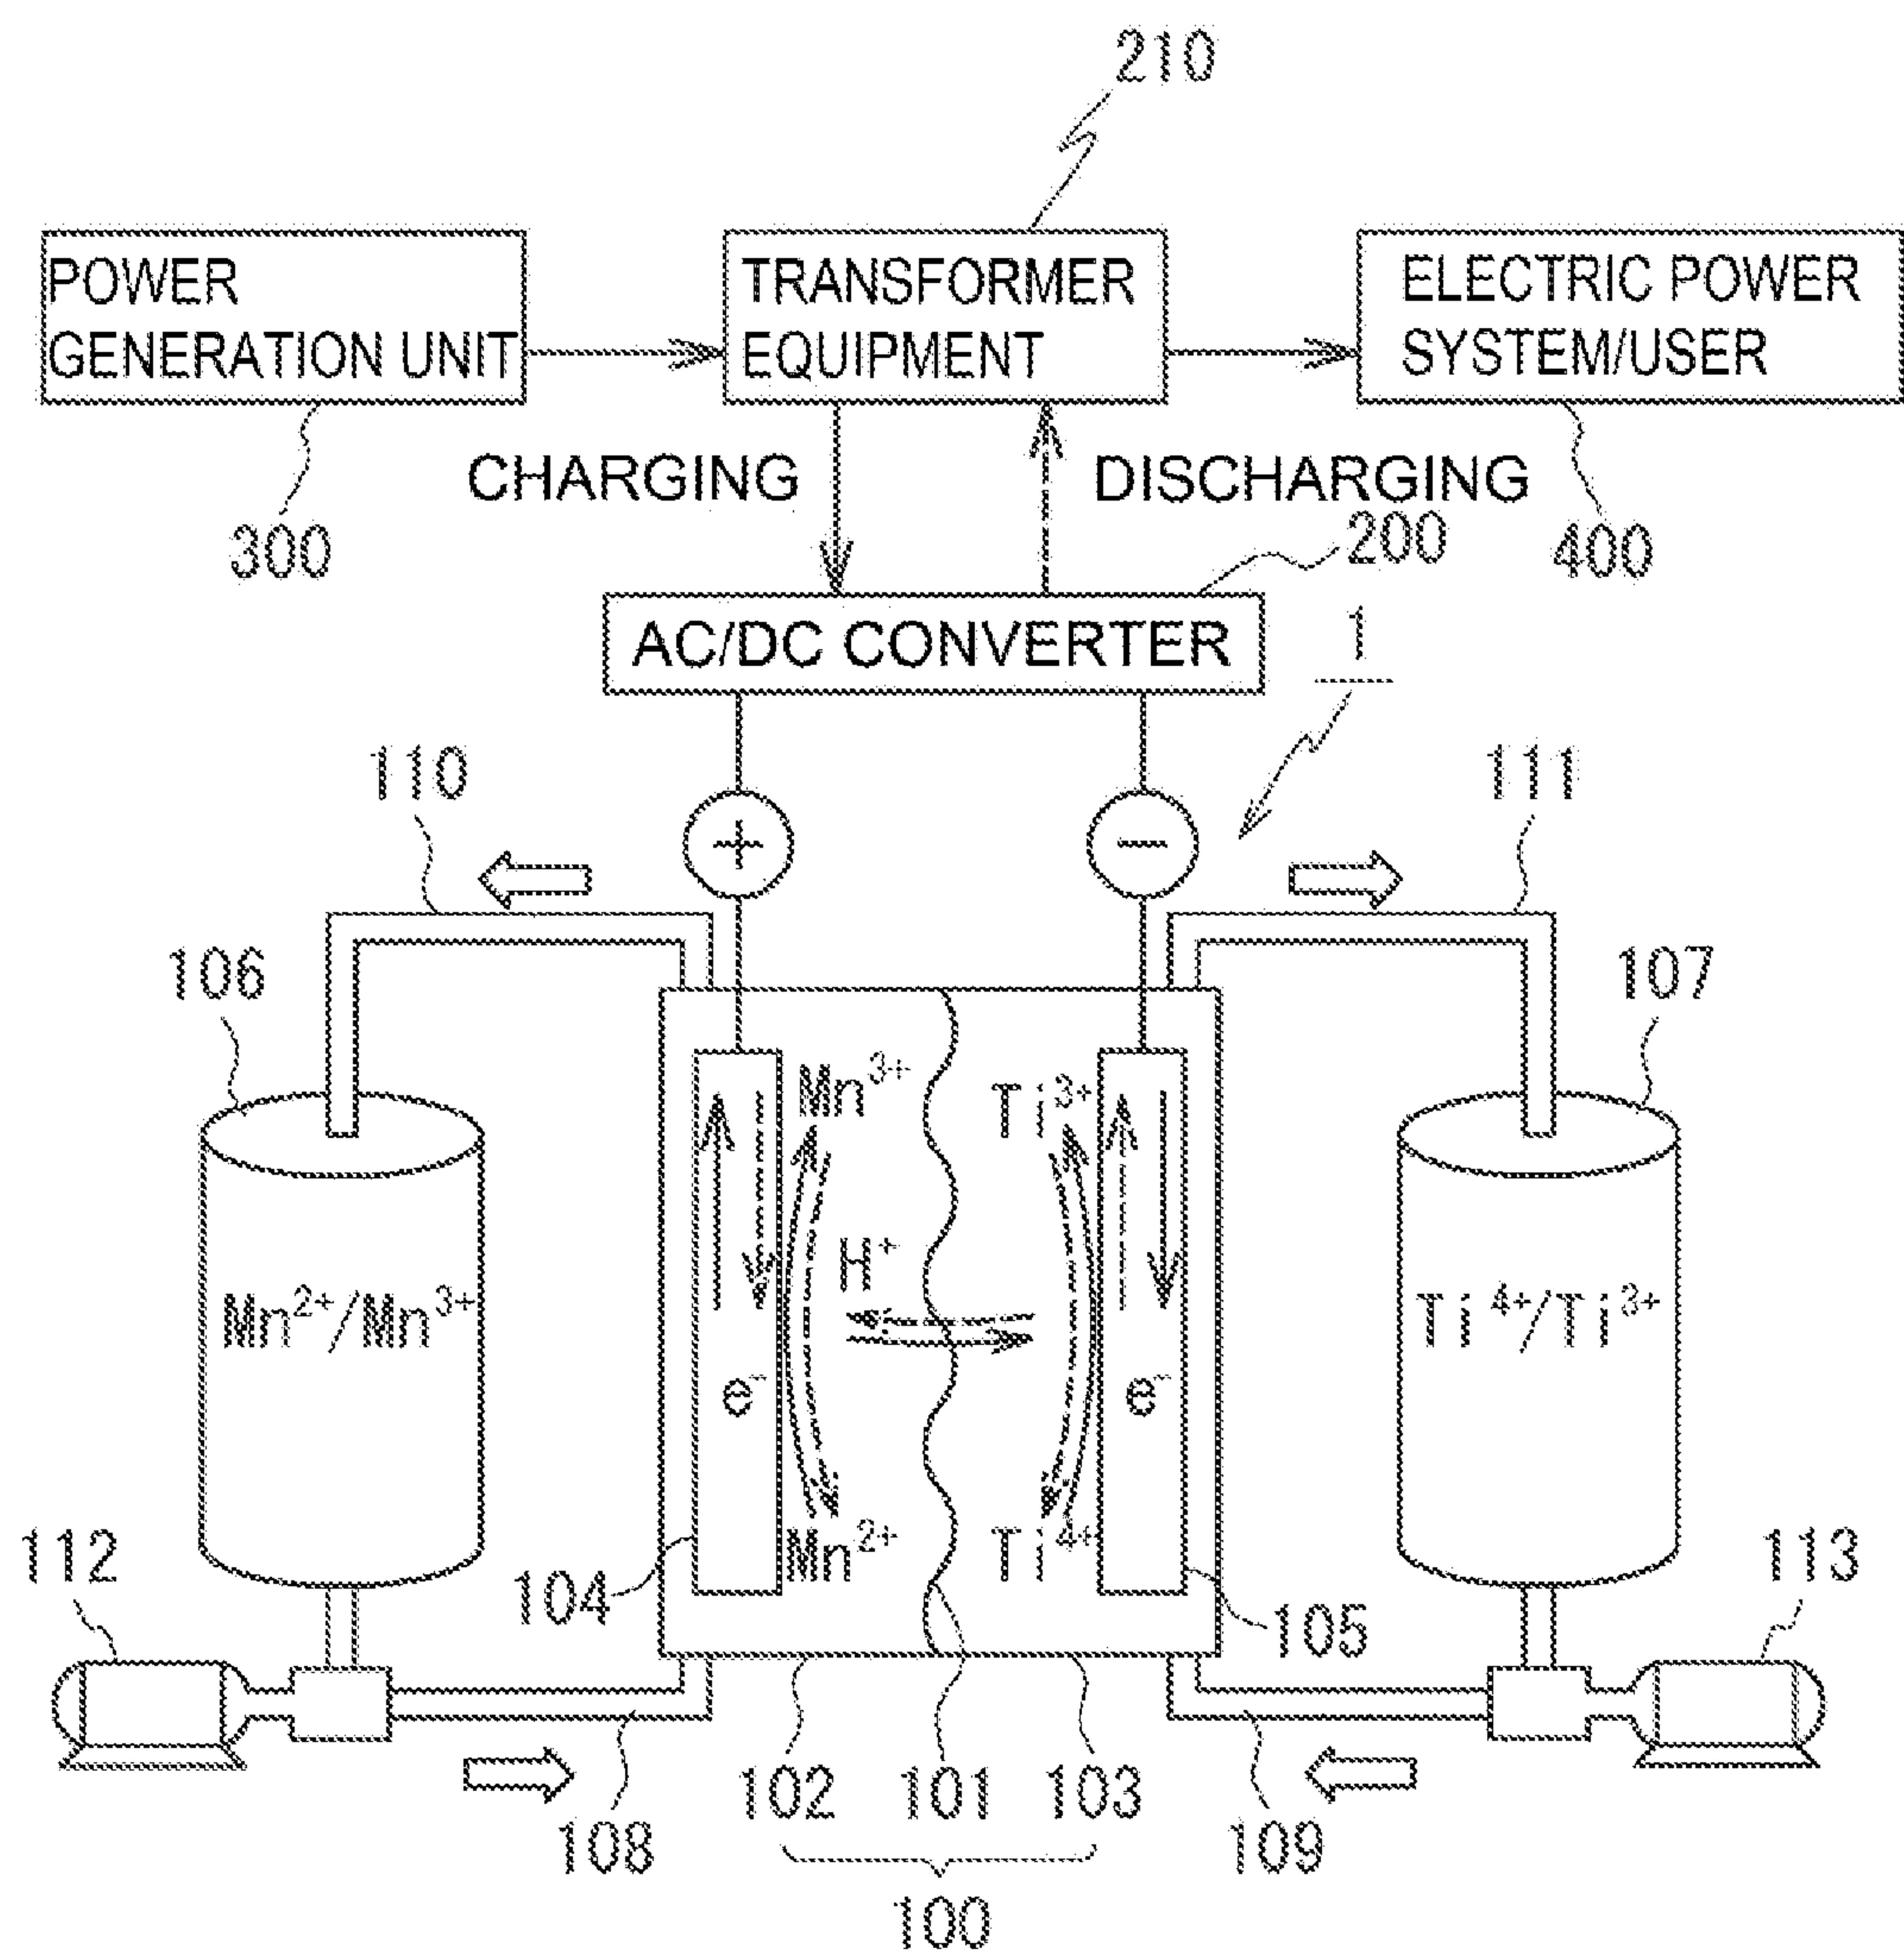 210
POWER
GENERATION UNIT
TRANSFORMER
EQUIPMENT
ELECTRIC POWER
SYSTEM/USER
CHARGING
DISCHARGING
300
200
400
AC/DC CONVERTER
1
110
+
−
111
106
107
Mn³⁺
Ti³⁺
H⁺
Mn²⁺/Mn³⁺
Ti⁴⁺/Ti³⁺
e⁻
e⁻
Mn²⁺
Ti⁴⁺
112
104
105
113
102
101
103
108
109
100